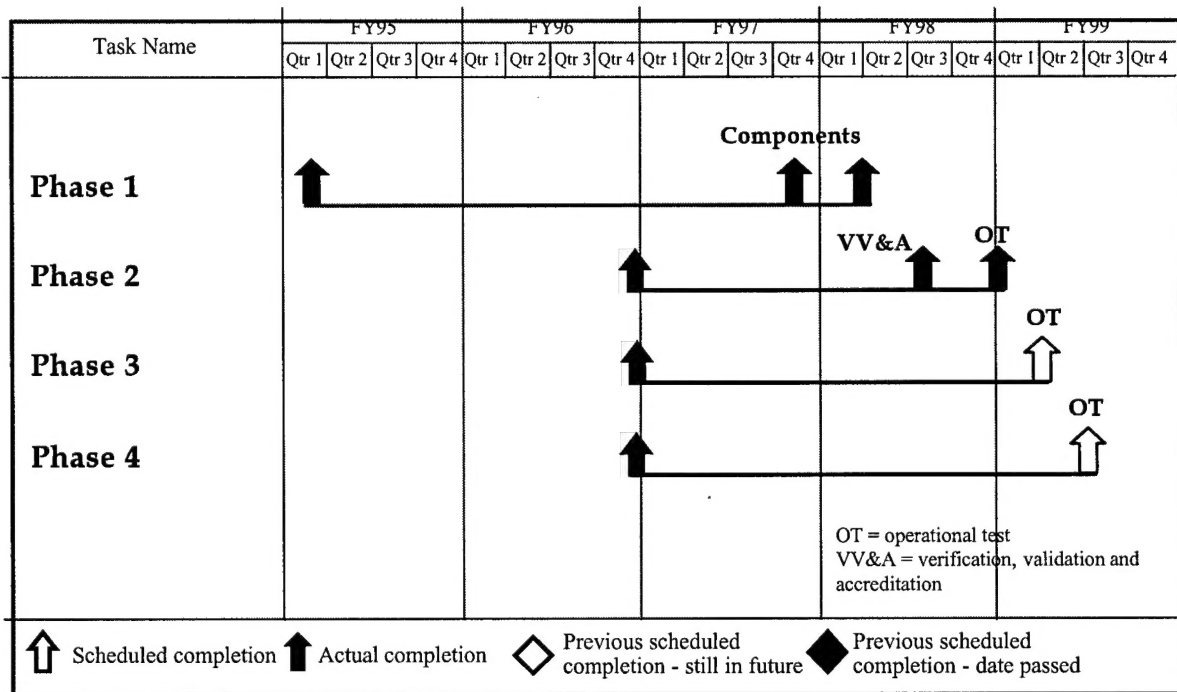 Task Name
FY95 FY96 FY97 FY98 FY99
Qtr 1 Qtr 2 Qtr 3 Qtr 4 Qtr 1 Qtr 2 Qtr 3 Qtr 4 Qtr 1 Qtr 2 Qtr 3 Qtr 4 Qtr 1 Qtr 2 Qtr 3 Qtr 4 Qtr 1 Qtr 2 Qtr 3 Qtr 4
Components
Phase 1
VV&A OT
Phase 2
OT
Phase 3
OT
Phase 4
OT = operational test
VV&A = verification, validation and
accreditation
Scheduled completion
Actual completion
Previous scheduled
completion - still in future
Previous scheduled
completion - date passed